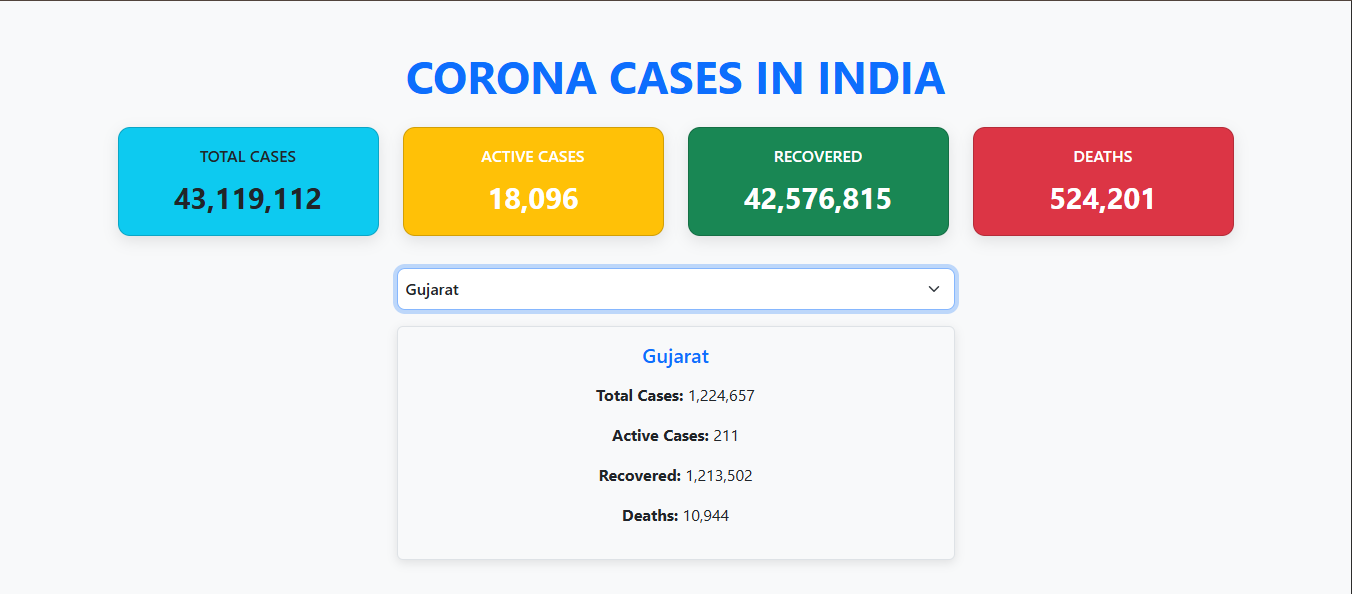 CORONA CASES IN INDIA
TOTAL CASES
43,119,112
ACTIVE CASES
18,096
RECOVERED
42,576,815
DEATHS
524,201
Gujarat
Gujarat
Total Cases: 1,224,657
Active Cases: 211
Recovered: 1,213,502
Deaths: 10,944